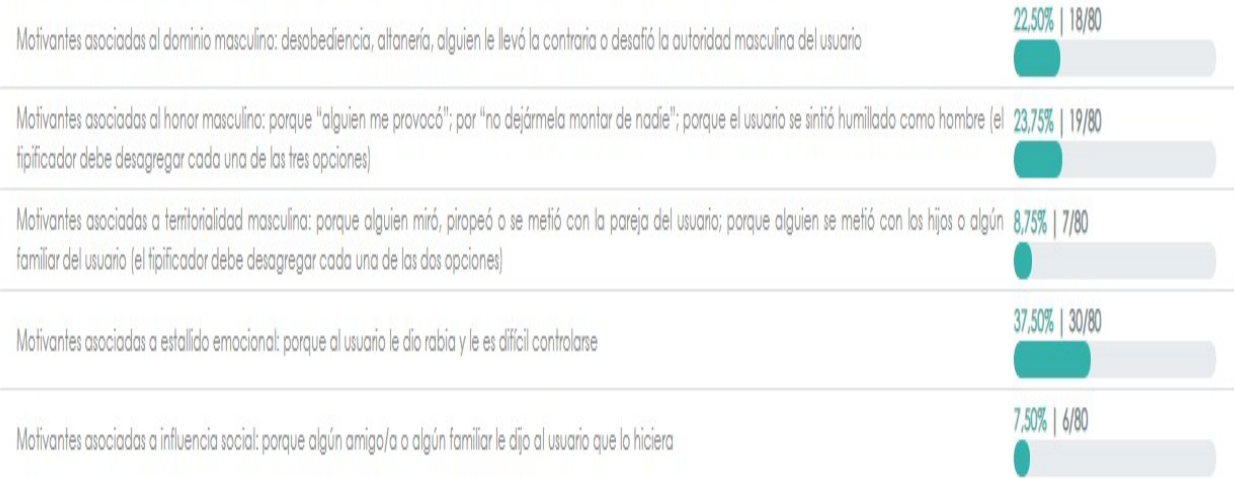 22,50% | 18/80
Motivantes asociadas al dominio masculino: desobediencia, altanería, alguien le llevó la contraria o desafió la autoridad masculina del usuario
Motivantes asociadas al honor masculino: porque "alguien me provocó"; por "no dejármela montar de nadie"; porque el usuario se sintió humillado como hombre (el
tipificador debe desagregar cada una de las tres opciones)
23,75% | 19/80
Motivantes asociadas a territorialidad masculina: porque alguien miró, piropeó o se metió con la pareja del usuario; porque alguien se metió con los hijos o algún
familiar del usuario (el tipificador debe desagregar cada una de las dos opciones)
8,75% | 7/80
Motivantes asociadas a estallido emocional: porque al usuario le dio rabia y le es difícil controlarse
37,50% | 30/80
Motivantes asociadas a influencia social: porque algún amigo/a o algún familiar le dijo al usuario que lo hiciera
7,50% | 6/80